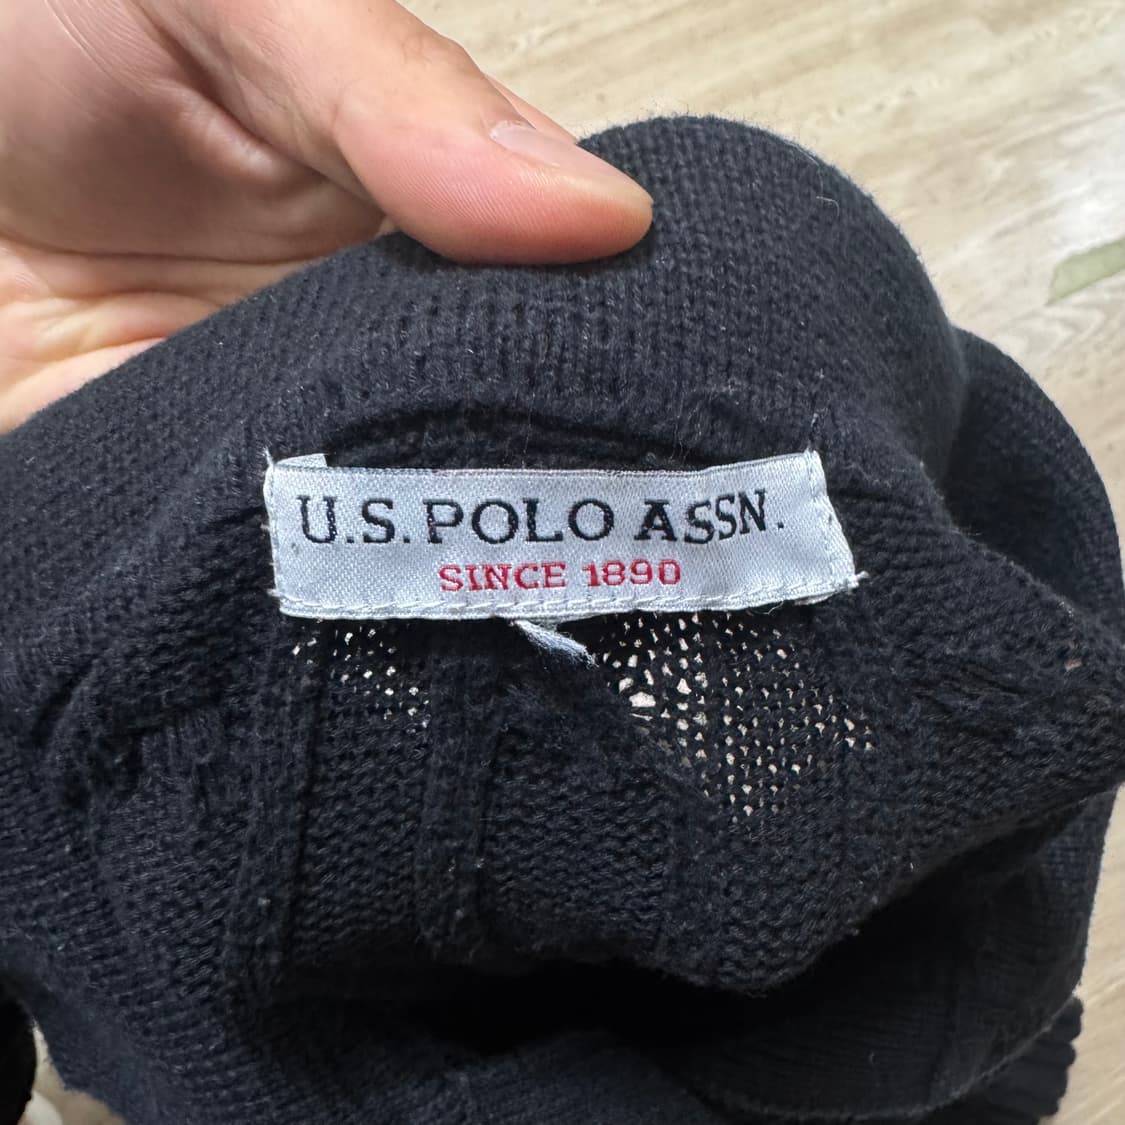 U.S. POLO ASSN.
SINCE 1890